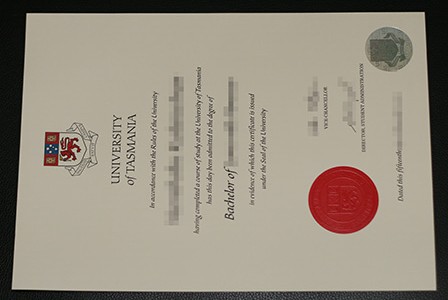 UNIVERSITY
of TASMANIA
In accordance with the Rules of the University
having completed a course of study at the University of Tasmania
has this day been admitted to the degree of
Bachelor of
in evidence of which this certificate is issued
under the Seal of the University
VICE-CHANCELLOR
DIRECTOR, STUDENT ADMINISTRATION
Dated this fifteenth